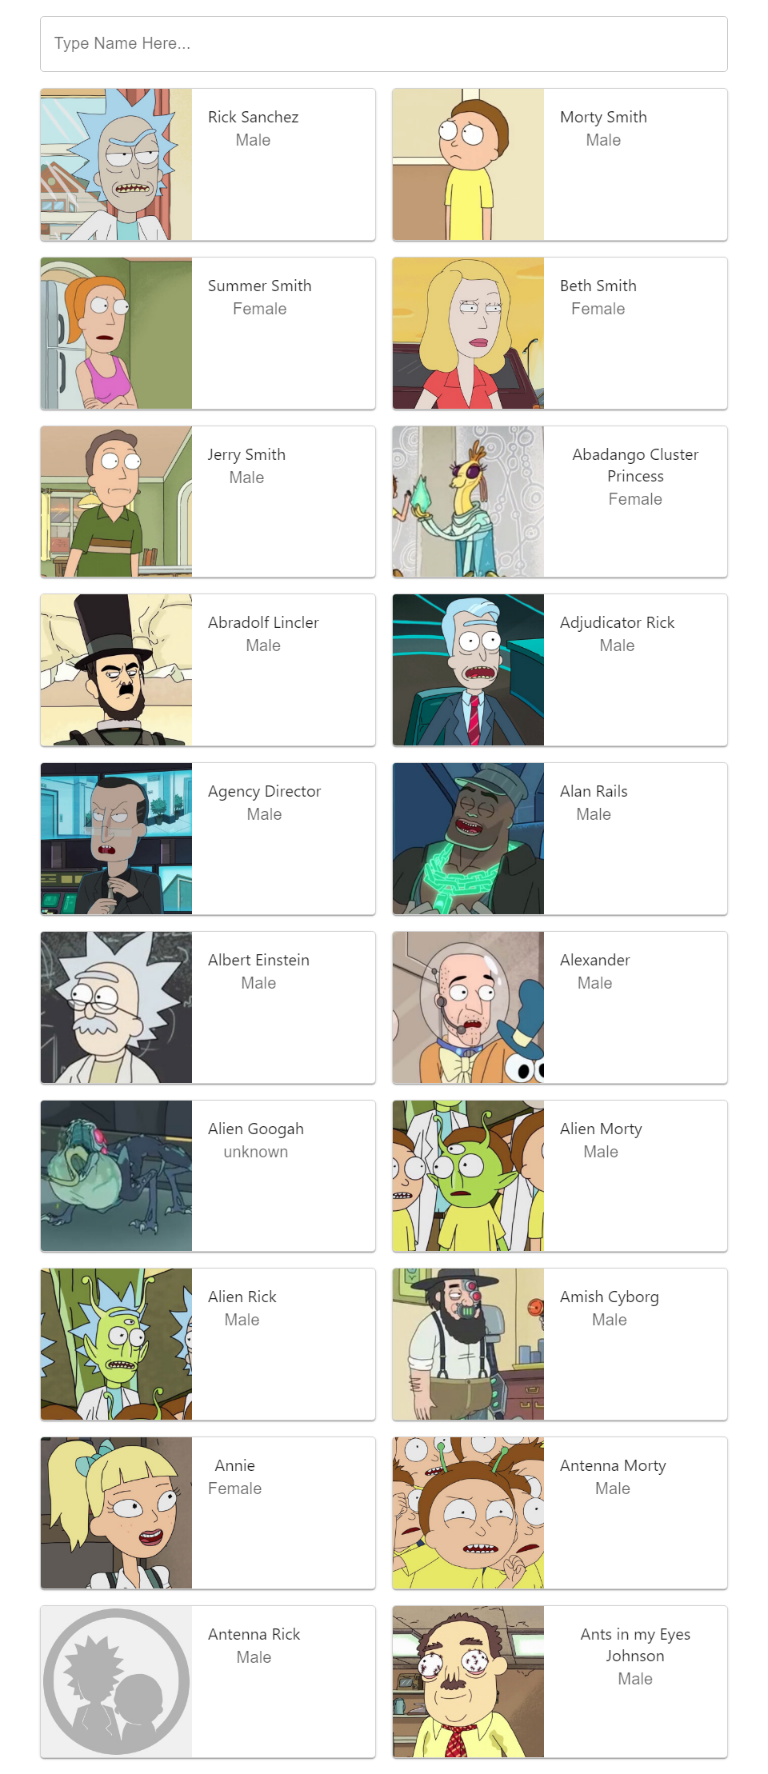 Type Name Here...
Rick Sanchez
Male
Morty Smith
Male
Summer Smith
Female
Beth Smith
Female
Jerry Smith
Male
Abadango Cluster
Princess
Female
Abradolf Lincler
Male
Adjudicator Rick
Male
Agency Director
Male
Alan Rails
Male
Albert Einstein
Male
Alexander
Male
Alien Googah
unknown
Alien Morty
Male
Alien Rick
Male
Amish Cyborg
Male
Annie
Female
Antenna Morty
Male
Antenna Rick
Male
Ants in my Eyes
Johnson
Male